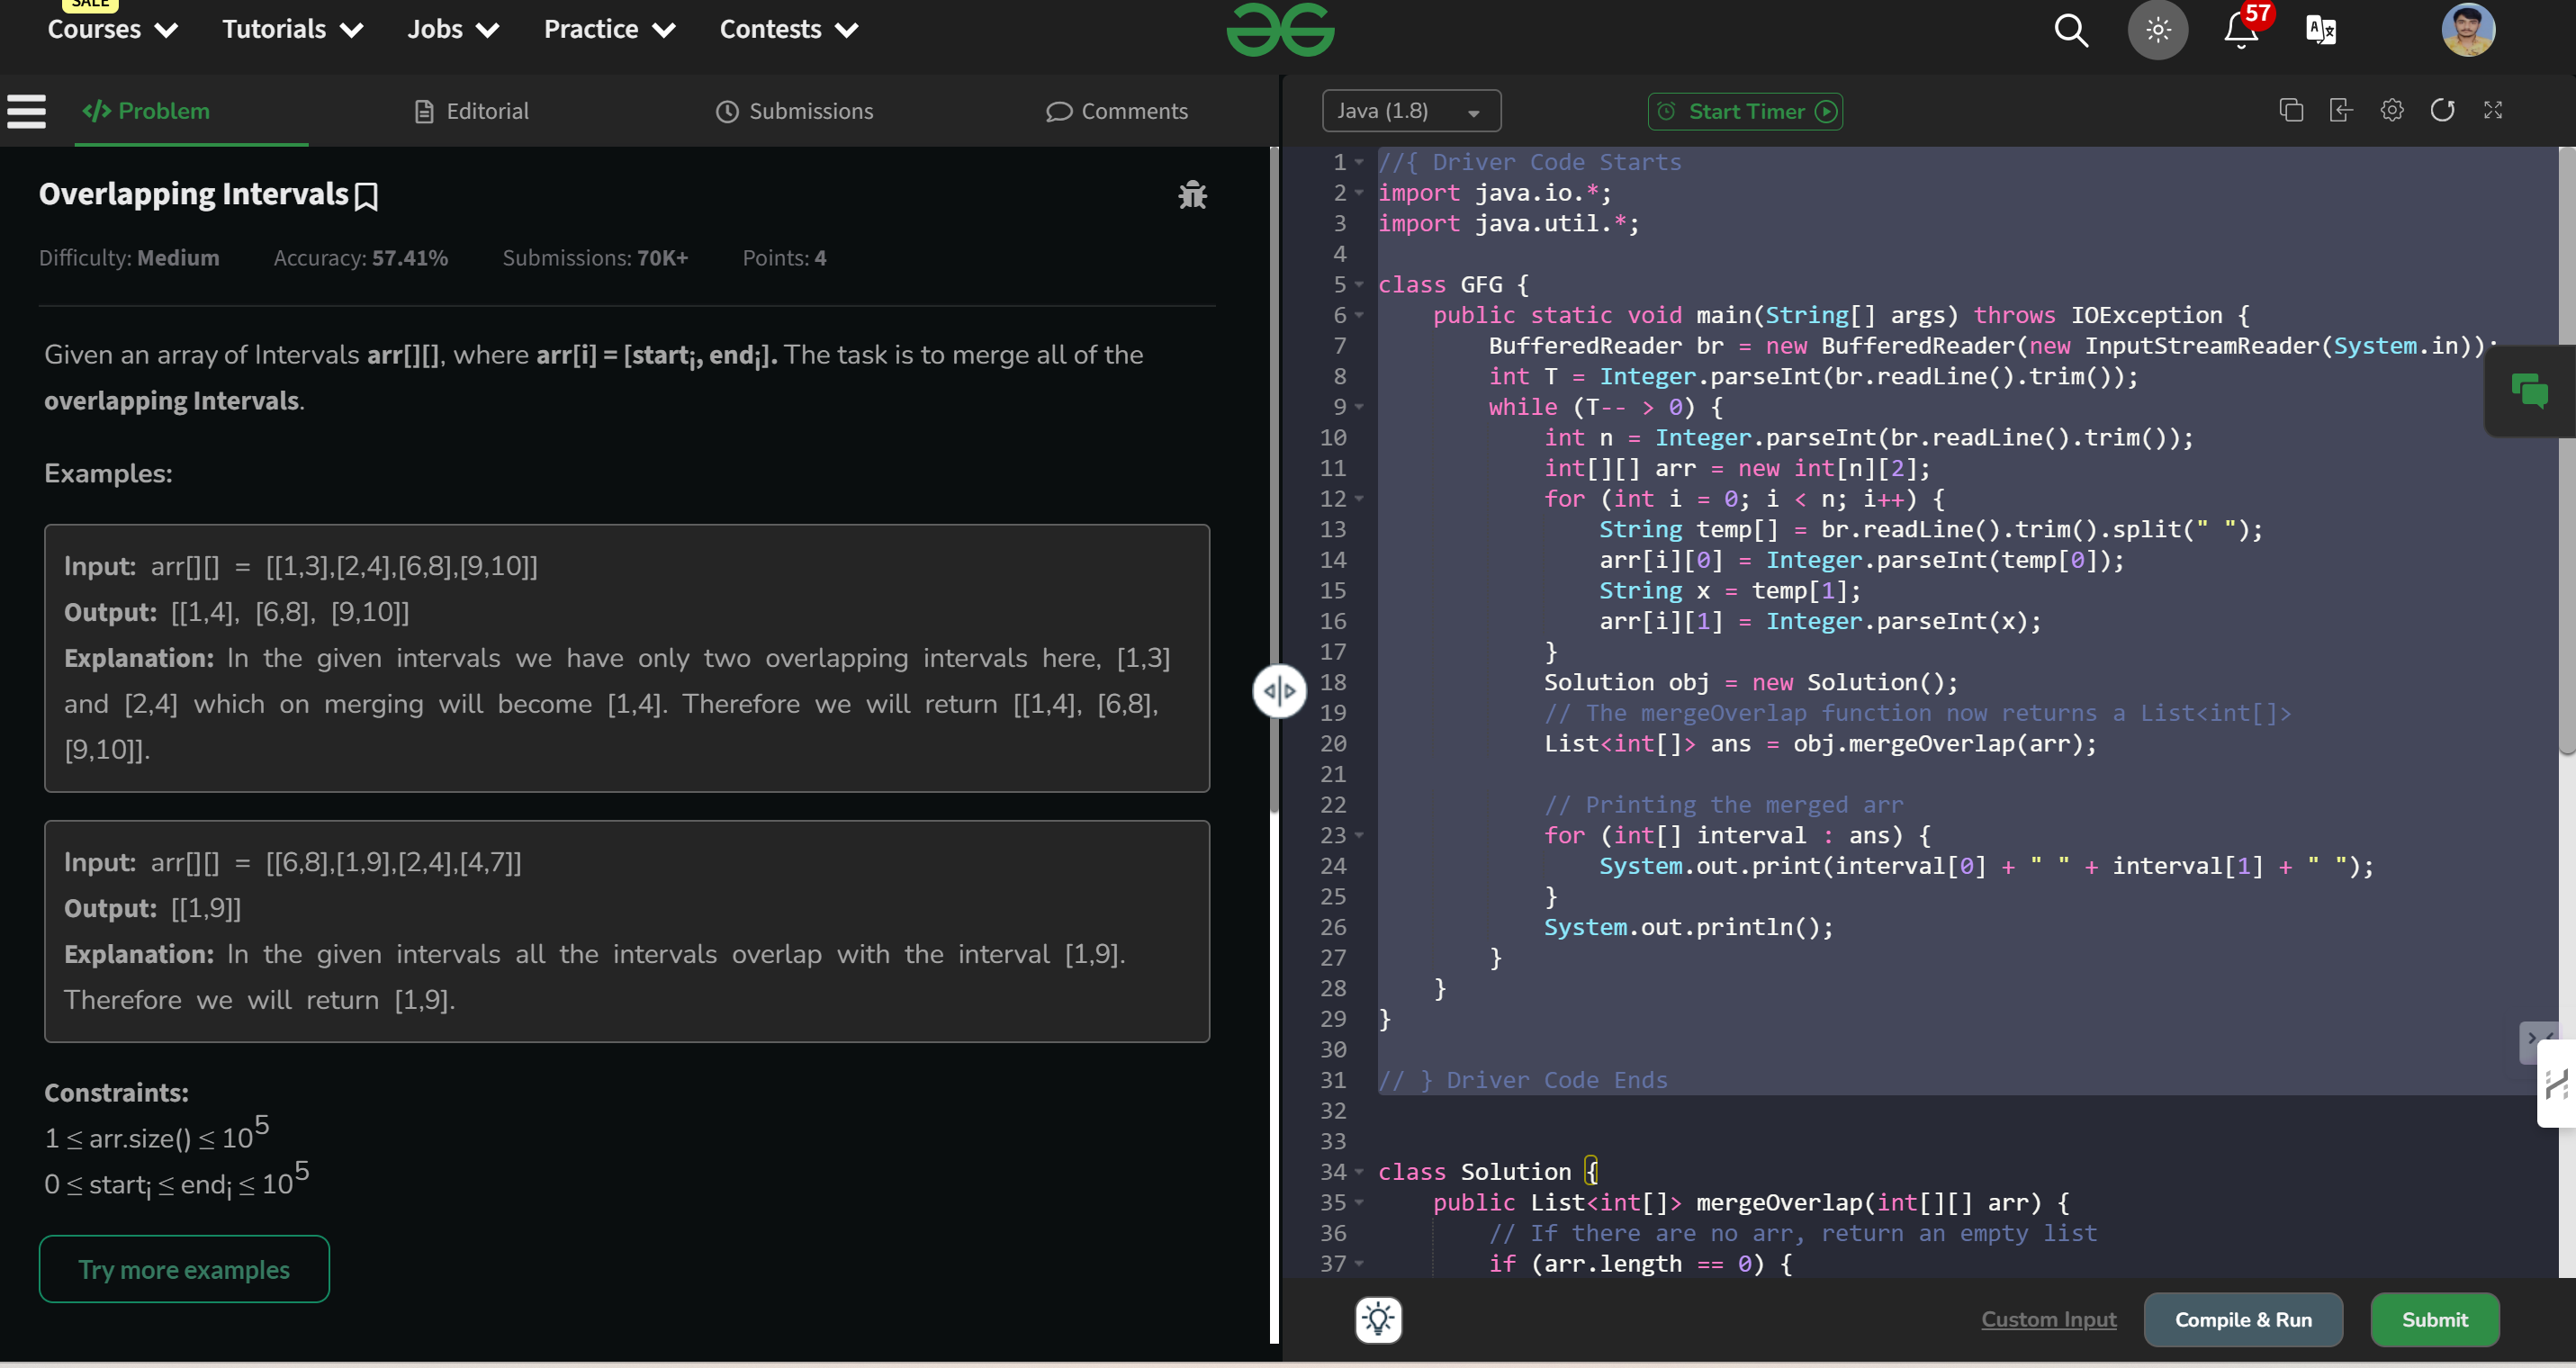 SALE
Courses
Tutorials
Jobs
Practice
Contests
57
Problem
Editorial
Submissions
Comments
Java (1.8)
Start Timer
Overlapping Intervals
Difficulty: Medium
Accuracy: 57.41%
Submissions: 70K+
Points: 4
Given an array of Intervals arr[][], where arr[i] = [starti, endi]. The task is to merge all of the
overlapping Intervals.
Examples:
Input: arr[][] = [[1,3],[2,4],[6,8],[9,10]]
Output: [[1,4], [6,8], [9,10]]
Explanation: In the given intervals we have only two overlapping intervals here, [1,3]
and [2,4] which on merging will become [1,4]. Therefore we will return [[1,4], [6,8],
[9,10]].
Input: arr[][] = [[6,8],[1,9],[2,4],[4,7]]
Output: [[1,9]]
Explanation: In the given intervals all the intervals overlap with the interval [1,9].
Therefore we will return [1,9].
Constraints:
1 ≤ arr.size() ≤ 10^5
0 ≤ starti ≤ endi ≤ 10^5
Try more examples
1 //{ Driver Code Starts
2 import java.io.*;
3 import java.util.*;
4
5 class GFG {
6     public static void main(String[] args) throws IOException {
7         BufferedReader br = new BufferedReader(new InputStreamReader(System.in));
8         int T = Integer.parseInt(br.readLine().trim());
9         while (T-- > 0) {
10             int n = Integer.parseInt(br.readLine().trim());
11             int[][] arr = new int[n][2];
12             for (int i = 0; i < n; i++) {
13                 String temp[] = br.readLine().trim().split(" ");
14                 arr[i][0] = Integer.parseInt(temp[0]);
15                 String x = temp[1];
16                 arr[i][1] = Integer.parseInt(x);
17             }
18             Solution obj = new Solution();
19             // The mergeOverlap function now returns a List<int[]>
20             List<int[]> ans = obj.mergeOverlap(arr);
21
22             // Printing the merged arr
23             for (int[] interval : ans) {
24                 System.out.print(interval[0] + " " + interval[1] + " ");
25             }
26             System.out.println();
27         }
28     }
29 }
30
31 // } Driver Code Ends
32
33
34 class Solution {
35     public List<int[]> mergeOverlap(int[][] arr) {
36         // If there are no arr, return an empty list
37         if (arr.length == 0) {
Custom Input
Compile & Run
Submit